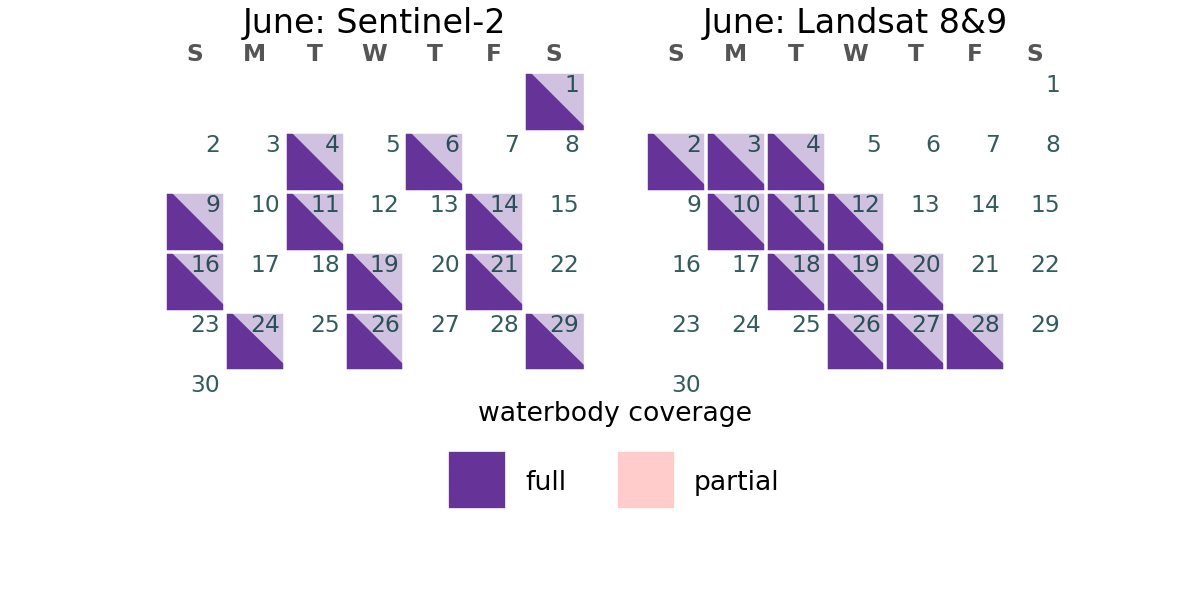 June: Sentinel-2
S M T W T F S
1
2 3 4 5 6 7 8
9 10 11 12 13 14 15
16 17 18 19 20 21 22
23 24 25 26 27 28 29
30
June: Landsat 8&9
S M T W T F S
1
2 3 4 5 6 7 8
9 10 11 12 13 14 15
16 17 18 19 20 21 22
23 24 25 26 27 28 29
30
waterbody coverage
full partial